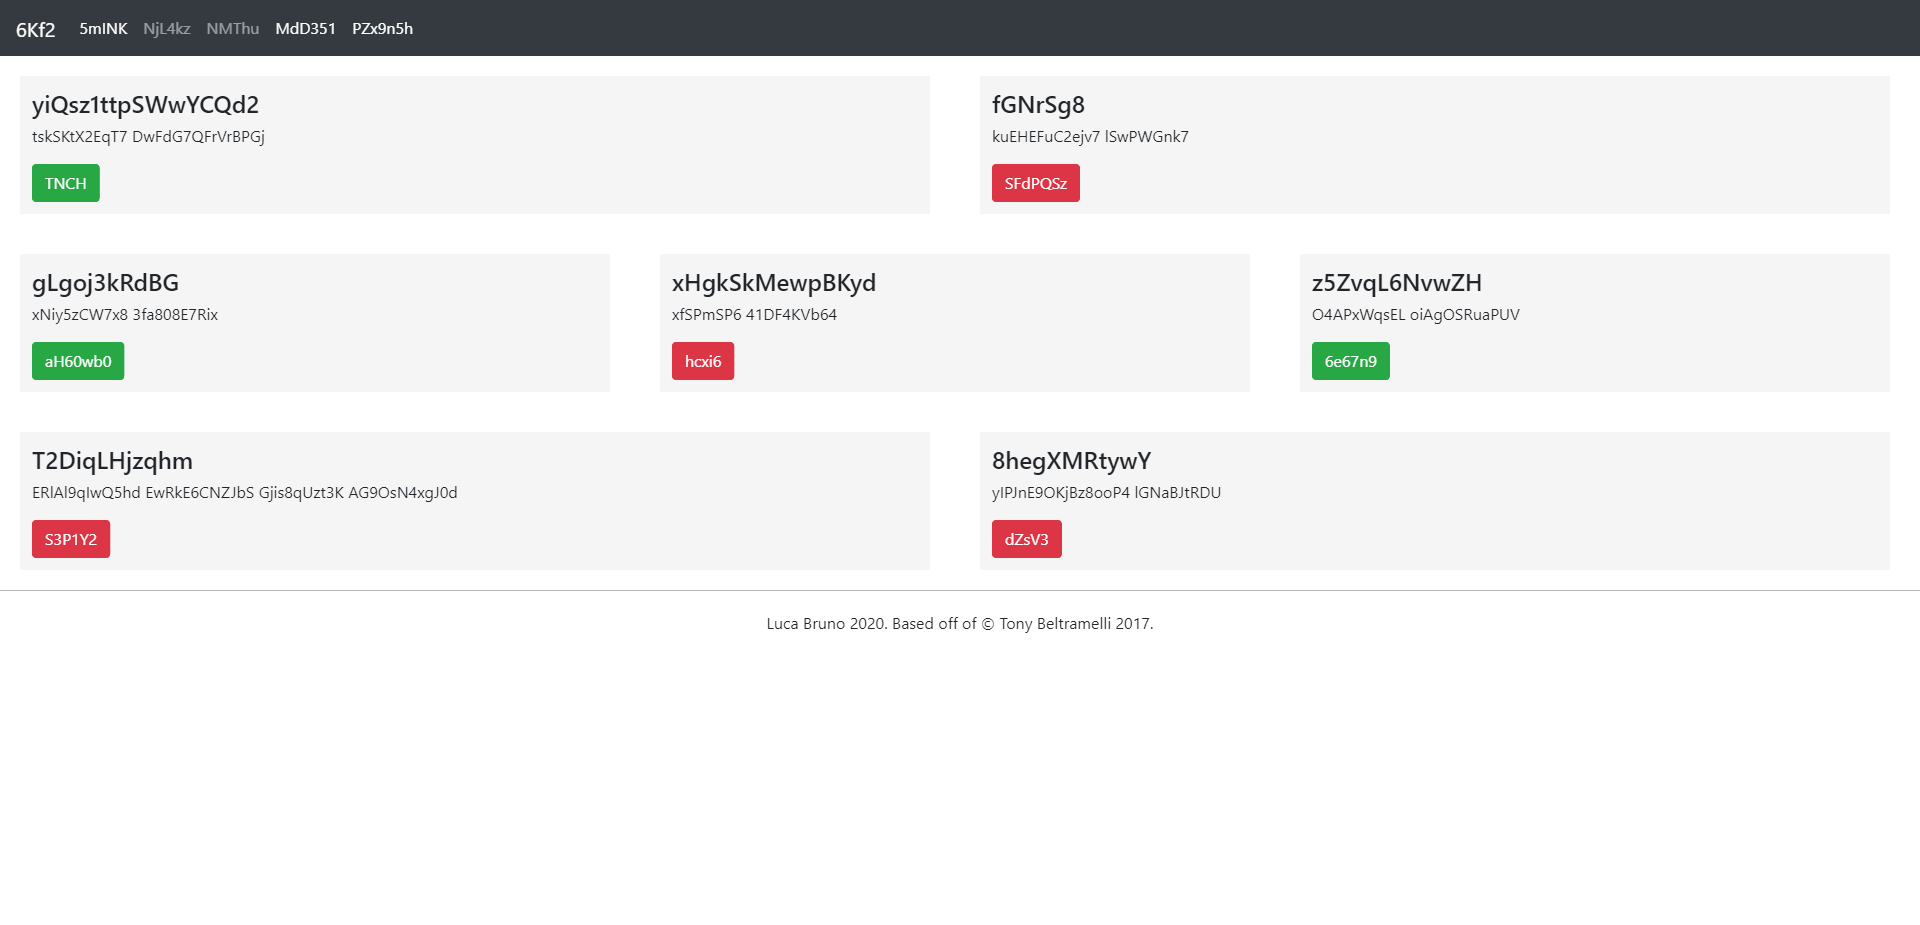 6Kf2 5mINK NjL4kz NMThu MdD351 PZx9n5h
yiQsz1ttpSWwYCQd2
tskSKtX2EqT7 DwFdG7QFrVrBPGj
TNCH
fGNrSg8
kuEHEFuC2ejv7 lSwPWGnk7
SFdPQSz
gLgoj3kRdBG
xNiy5zCW7x8 3fa808E7Rix
aH60wb0
xHgkSkMewpBKyd
xfSPmSP6 41DF4KVb64
hcxi6
z5ZvqL6NvwZH
O4APxWqsEL oiAgOSRuaPUV
6e67n9
T2DiqLHjzqhm
ERlAl9qIwQ5hd EwRkE6CNZJbS Gjis8qUzt3K AG9OsN4xgJ0d
S3P1Y2
8hegXMRtywY
yIPJnE9OKjBz8ooP4 lGNaBJtRDU
dZsV3
Luca Bruno 2020. Based off of © Tony Beltramelli 2017.